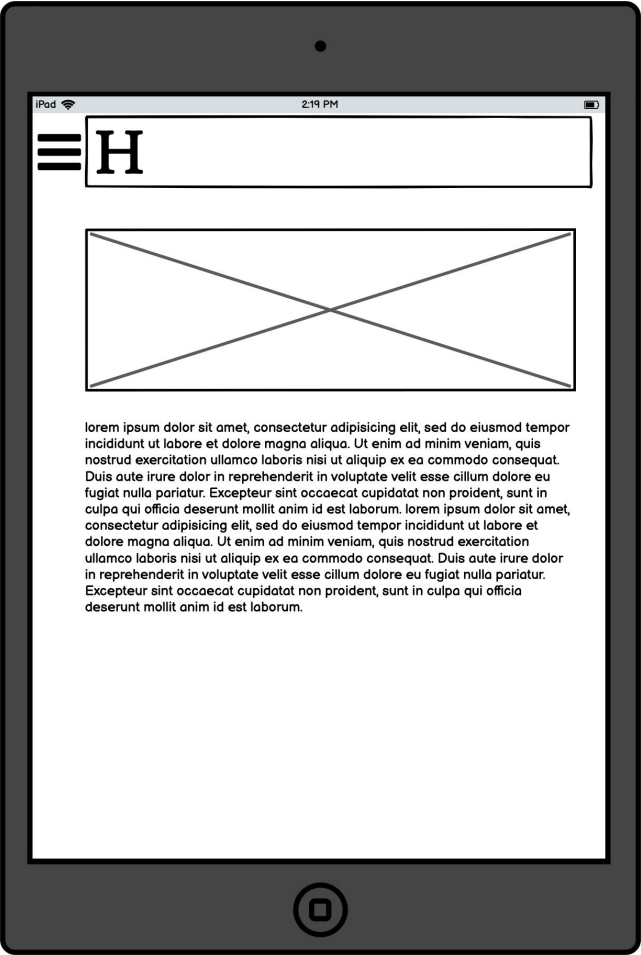 iPad
2:19 PM
H
lorem ipsum dolor sit amet, consectetur adipisicing elit, sed do eiusmod tempor
incididunt ut labore et dolore magna aliqua. Ut enim ad minim veniam, quis
nostrud exercitation ullamco laboris nisi ut aliquip ex ea commodo consequat.
Duis aute irure dolor in reprehenderit in voluptate velit esse cillum dolore eu
fugiat nulla pariatur. Excepteur sint occaecat cupidatat non proident, sunt in
culpa qui officia deserunt mollit anim id est laborum. lorem ipsum dolor sit amet,
consectetur adipisicing elit, sed do eiusmod tempor incididunt ut labore et
dolore magna aliqua. Ut enim ad minim veniam, quis nostrud exercitation
ullamco laboris nisi ut aliquip ex ea commodo consequat. Duis aute irure dolor
in reprehenderit in voluptate velit esse cillum dolore eu fugiat nulla pariatur.
Excepteur sint occaecat cupidatat non proident, sunt in culpa qui officia
deserunt mollit anim id est laborum.